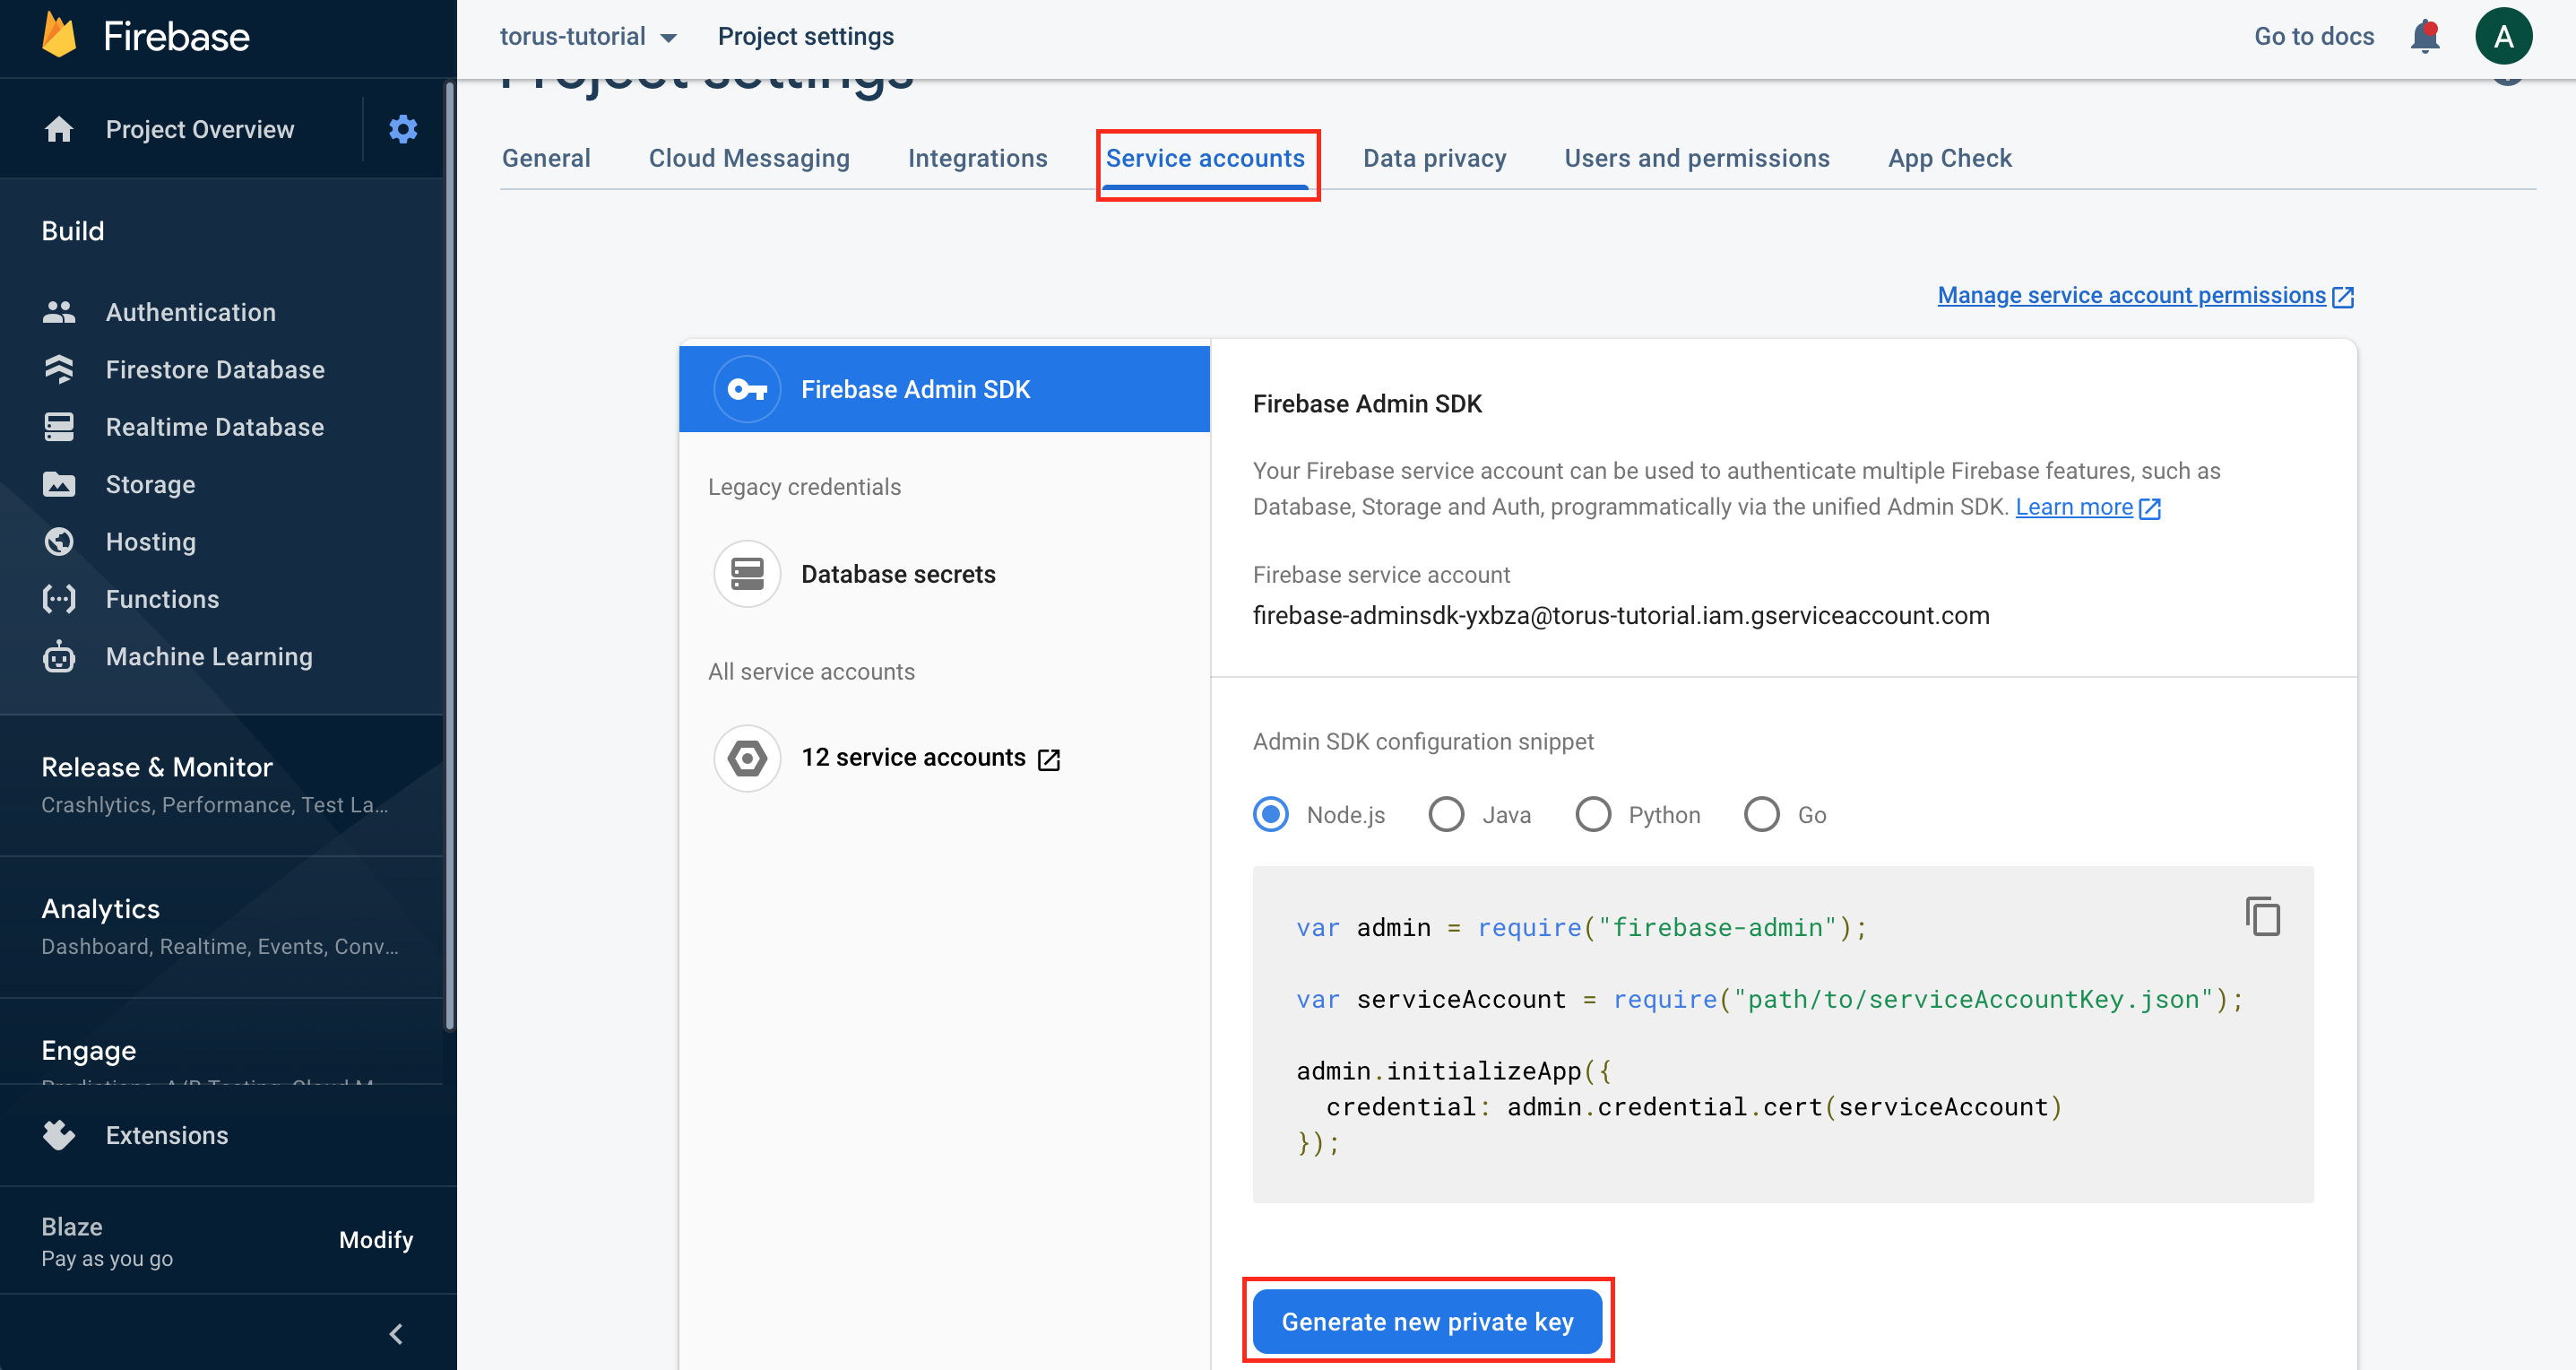 Firebase
torus-tutorial
Project settings
Go to docs
A
Project settings
Project Overview
General
Cloud Messaging
Integrations
Service accounts
Data privacy
Users and permissions
App Check
Build
Authentication
Firestore Database
Realtime Database
Storage
Hosting
Functions
Machine Learning
Release & Monitor
Crashlytics, Performance, Test La...
Analytics
Dashboard, Realtime, Events, Conv...
Engage
Predictions, A/B Testing, Cloud M
Extensions
Blaze
Pay as you go
Modify
Manage service account permissions
Firebase Admin SDK
Legacy credentials
Database secrets
All service accounts
12 service accounts
Firebase Admin SDK
Your Firebase service account can be used to authenticate multiple Firebase features, such as
Database, Storage and Auth, programmatically via the unified Admin SDK. Learn more
Firebase service account
firebase-adminsdk-yxbza@torus-tutorial.iam.gserviceaccount.com
Admin SDK configuration snippet
Node.js
Java
Python
Go
var admin = require("firebase-admin");
var serviceAccount = require("path/to/serviceAccountKey.json");
admin.initializeApp({
  credential: admin.credential.cert(serviceAccount)
});
Generate new private key